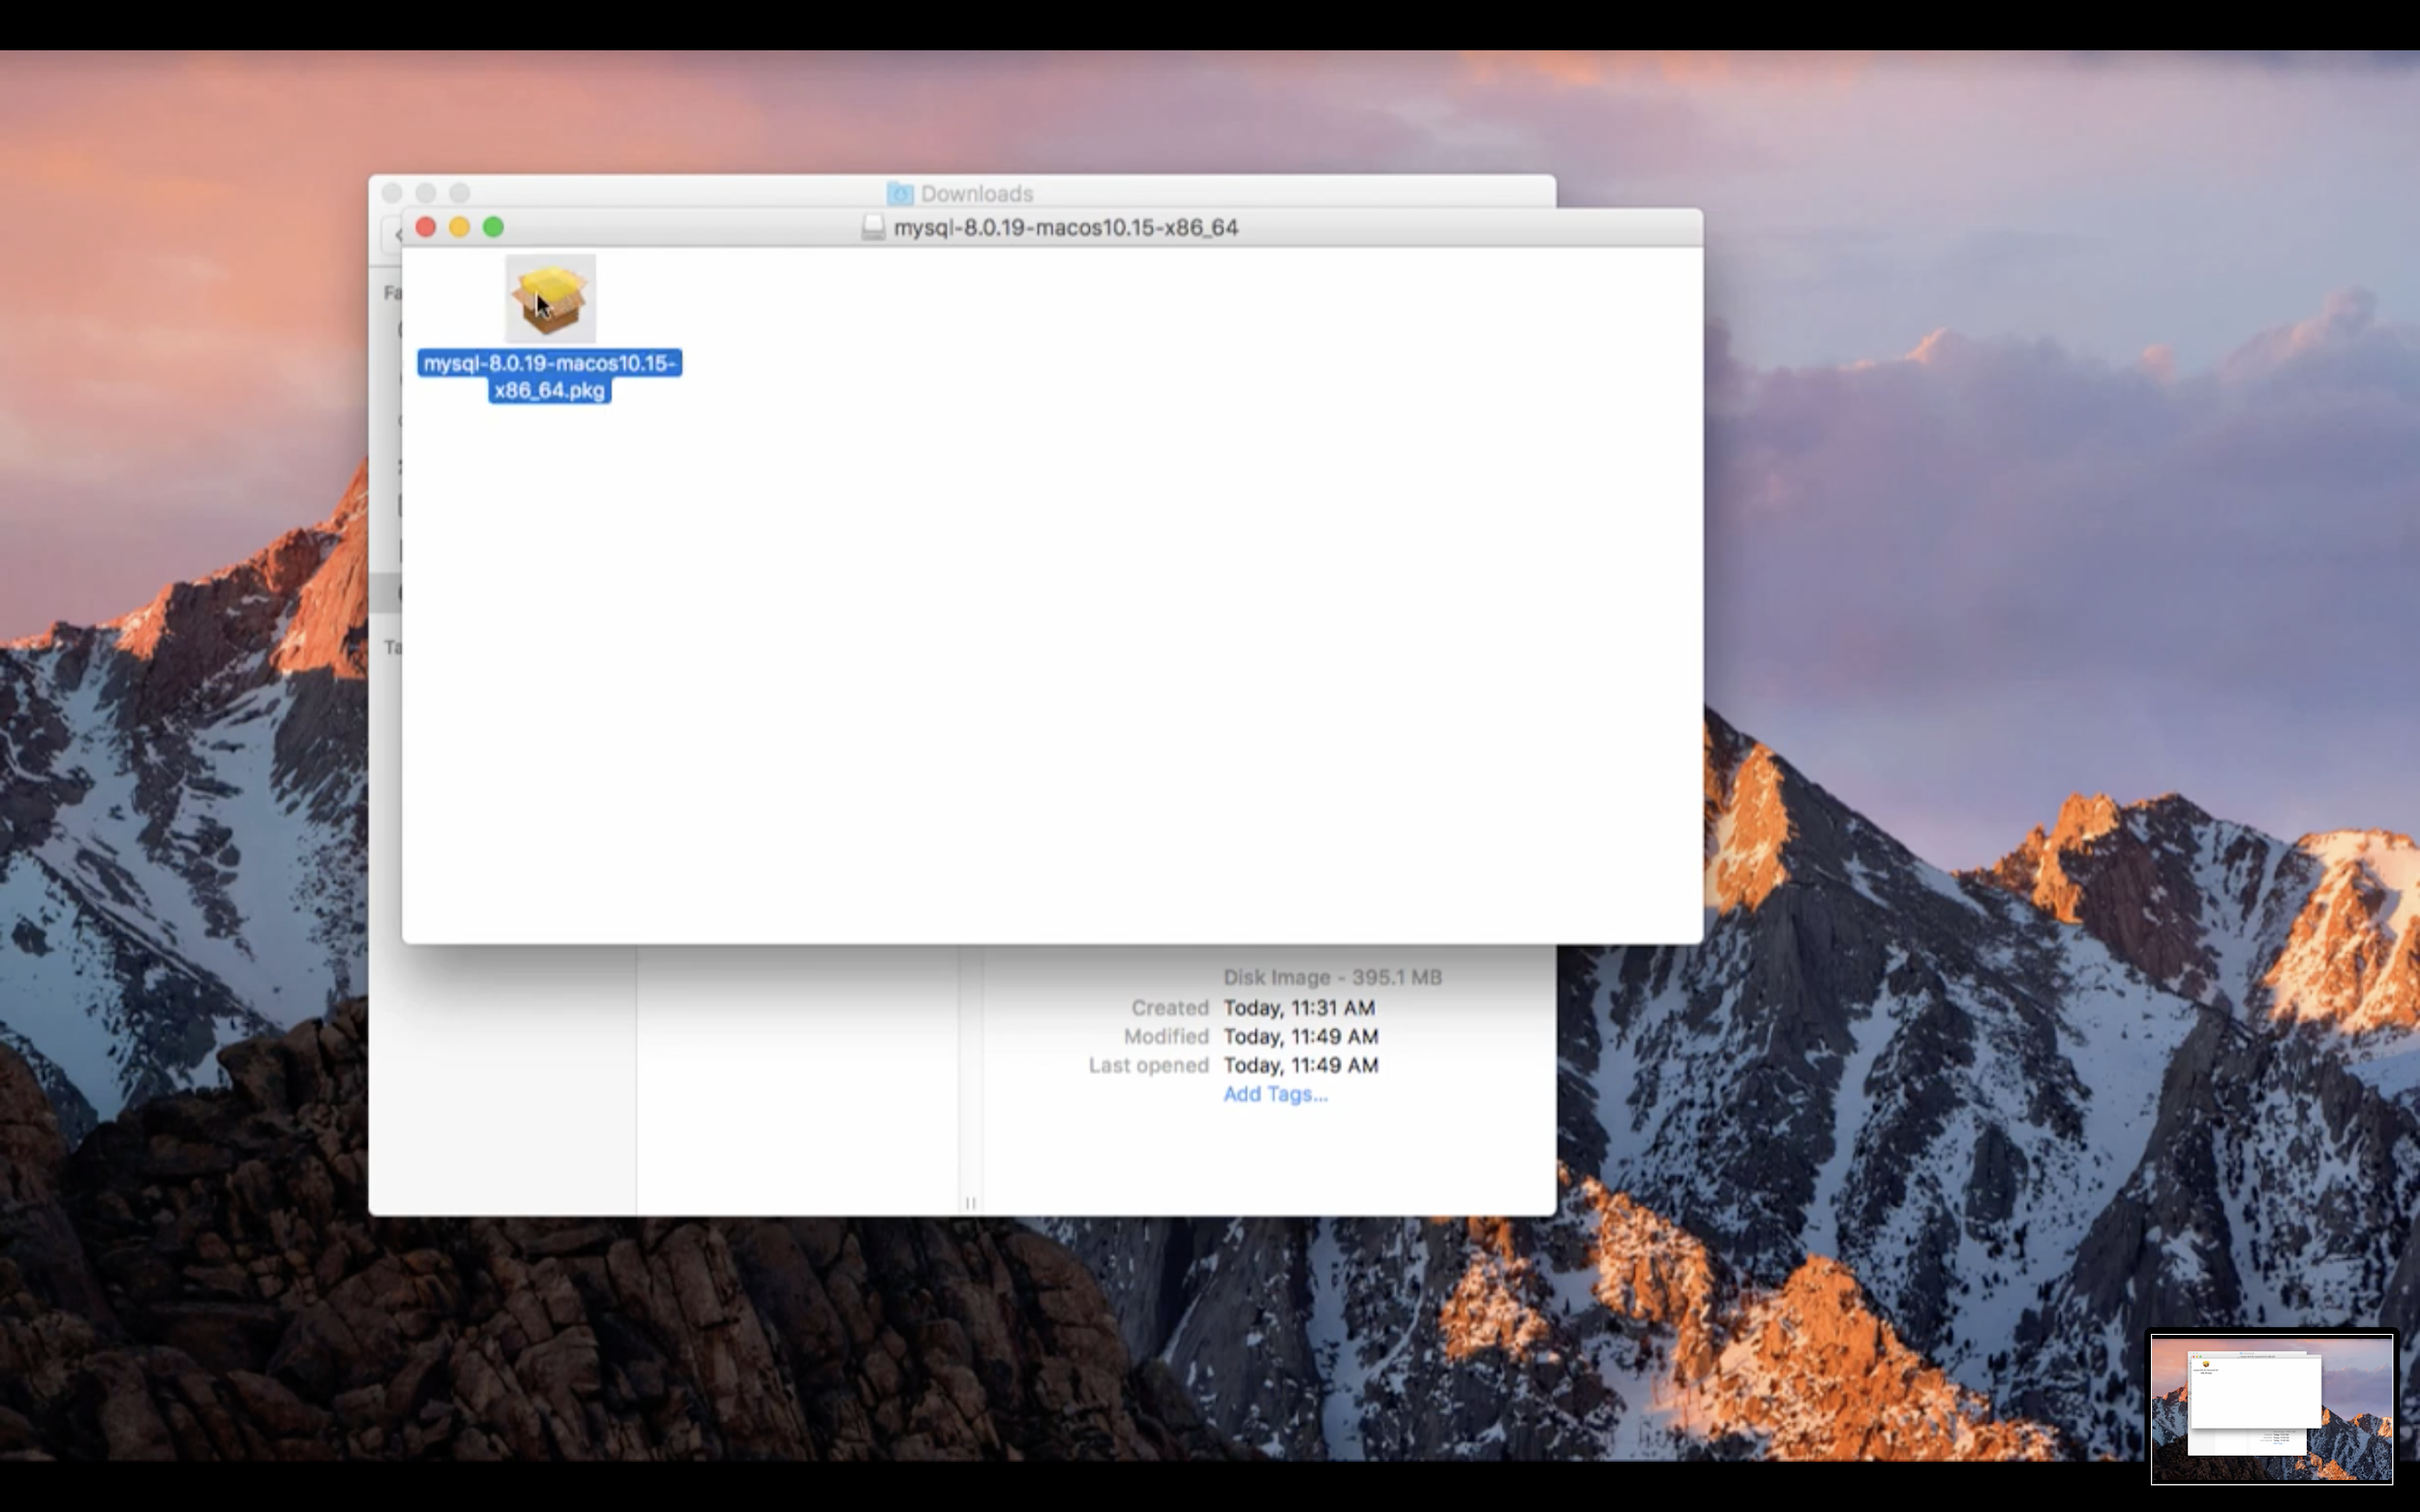 Downloads
mysql-8.0.19-macos10.15-x86_64
Fa
mysql-8.0.19-macos10.15-
x86_64.pkg
Ta
Disk Image - 395.1 MB
Created Today, 11:31 AM
Modified Today, 11:49 AM
Last opened Today, 11:49 AM
Add Tags...